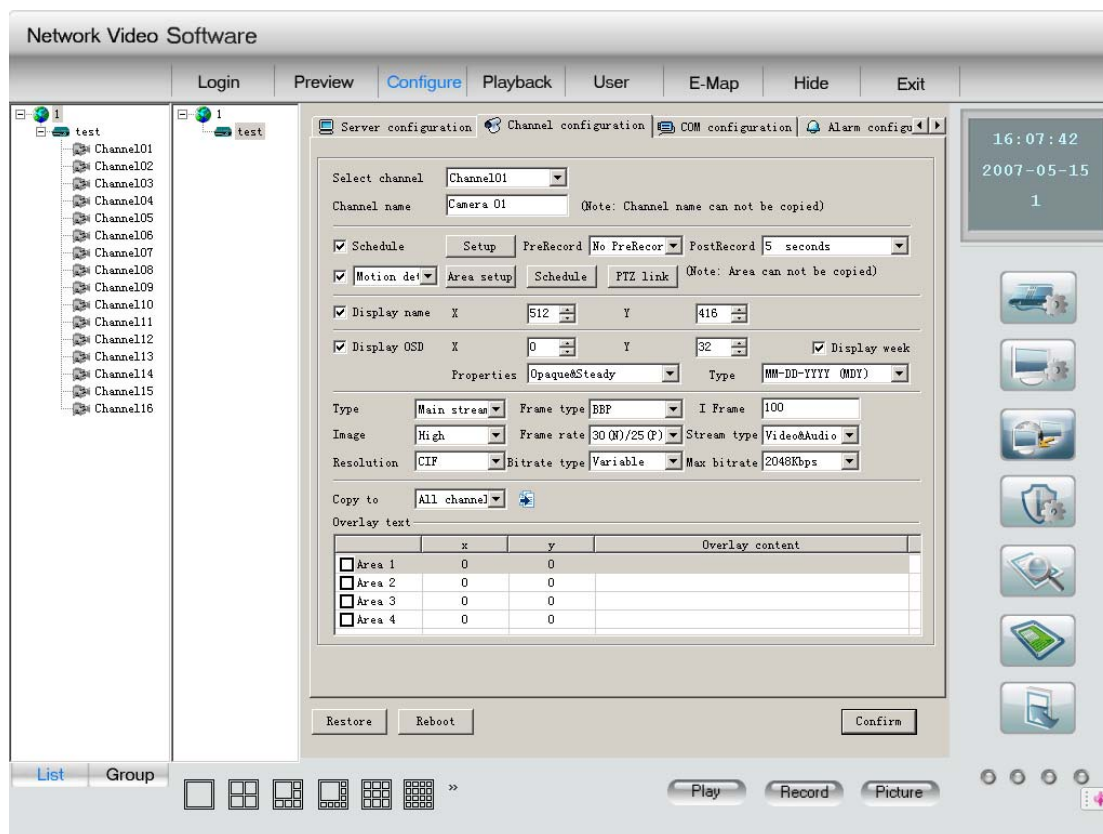 Network Video Software
Login Preview Configure Playback User E-Map Hide Exit
1
test
Channel01
Channel02
Channel03
Channel04
Channel05
Channel06
Channel07
Channel08
Channel09
Channel10
Channel11
Channel12
Channel13
Channel14
Channel15
Channel16
1
test
Server configuration Channel configuration COM configuration Alarm configu
Select channel Channel01
Channel name Camera 01 (Note: Channel name can not be copied)
Schedule Setup PreRecord No PreRecor PostRecord 5 seconds
Motion det Area setup Schedule PTZ link (Note: Area can not be copied)
Display name X 512 Y 416
Display OSD X 0 Y 32 Display week
Properties Opaque&Steady Type MM-DD-YYYY (MDY)
Type Main stream Frame type BBP I Frame 100
Image High Frame rate 30(N)/25(P) Stream type Video&Audio
Resolution CIF Bitrate type Variable Max bitrate 2048Kbps
Copy to All channel
Overlay text
x y Overlay content
Area 1 0 0
Area 2 0 0
Area 3 0 0
Area 4 0 0
Restore Reboot Confirm
16:07:42
2007-05-15
1
List Group
» Play Record Picture